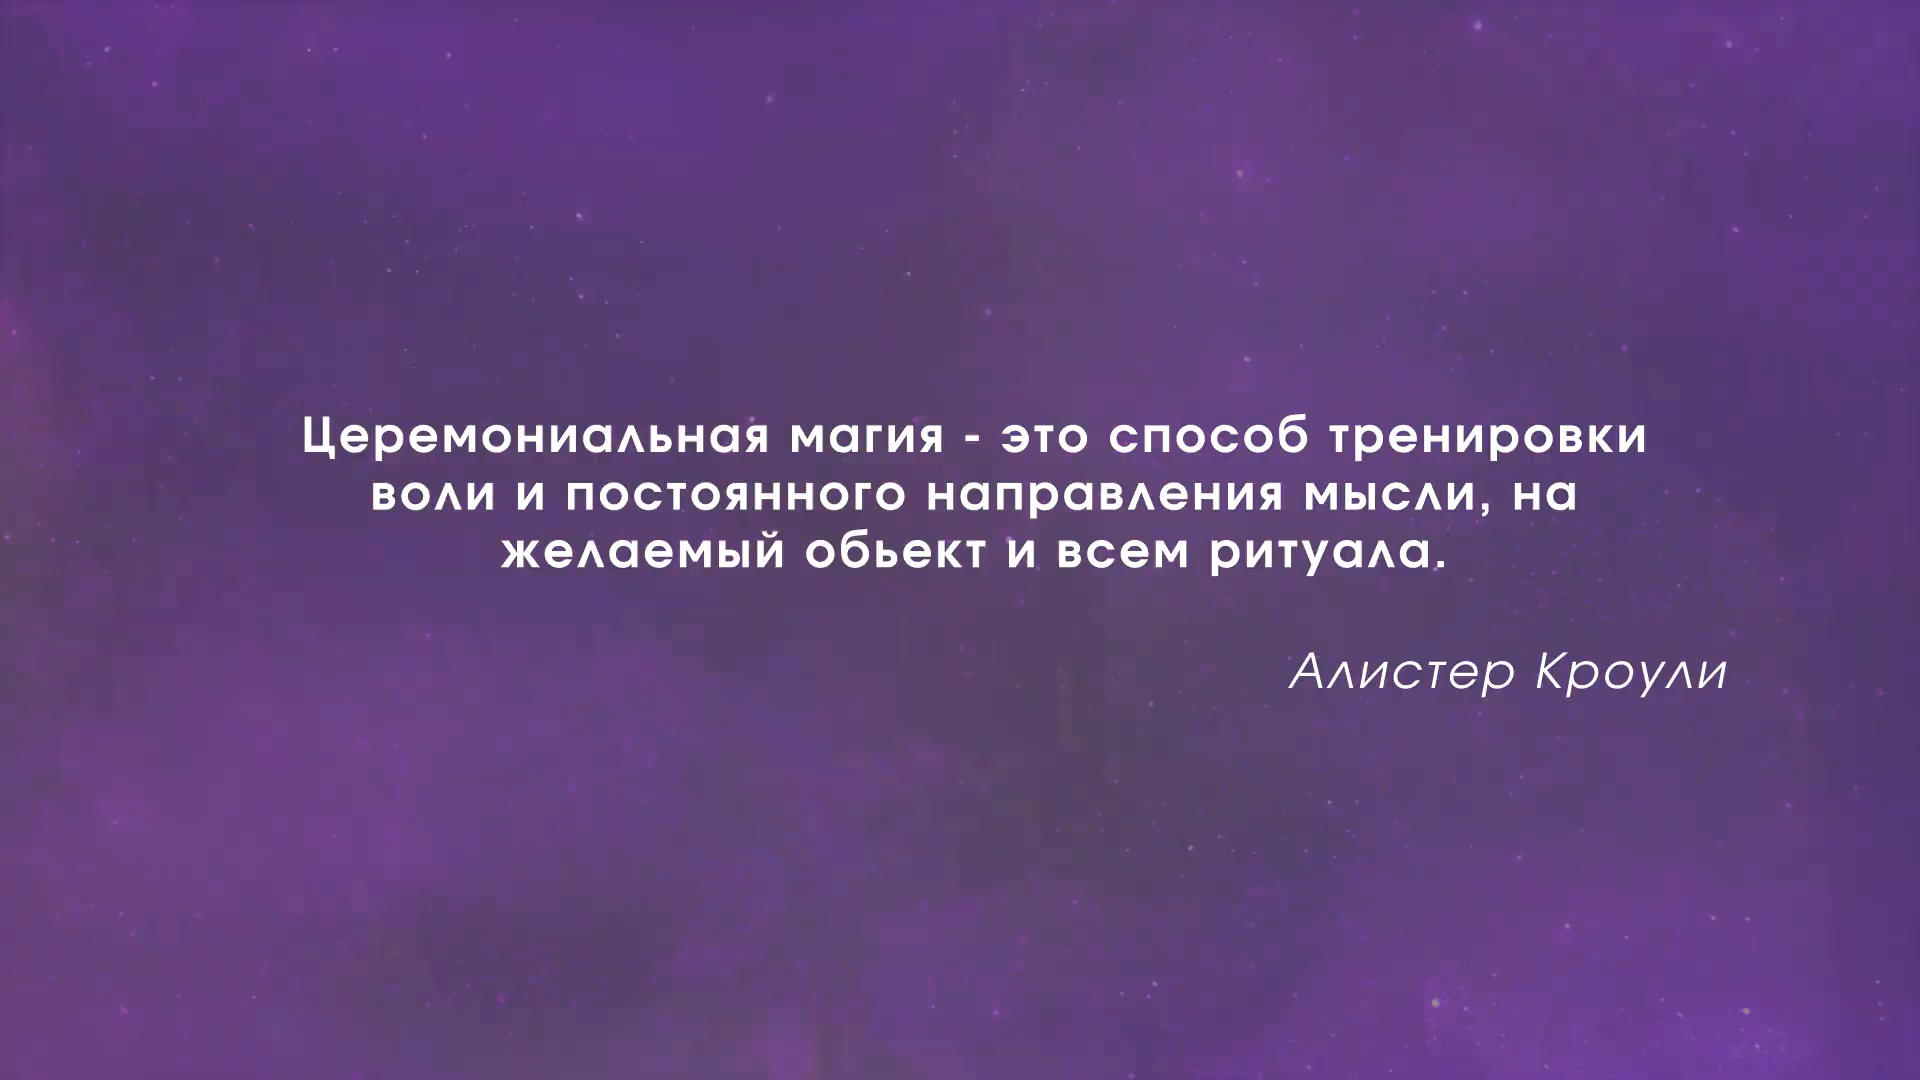 Церемониальная магия - это способ тренировки
воли и постоянного направления мысли, на
желаемый обьект и всем ритуала.
Алистер Кроули